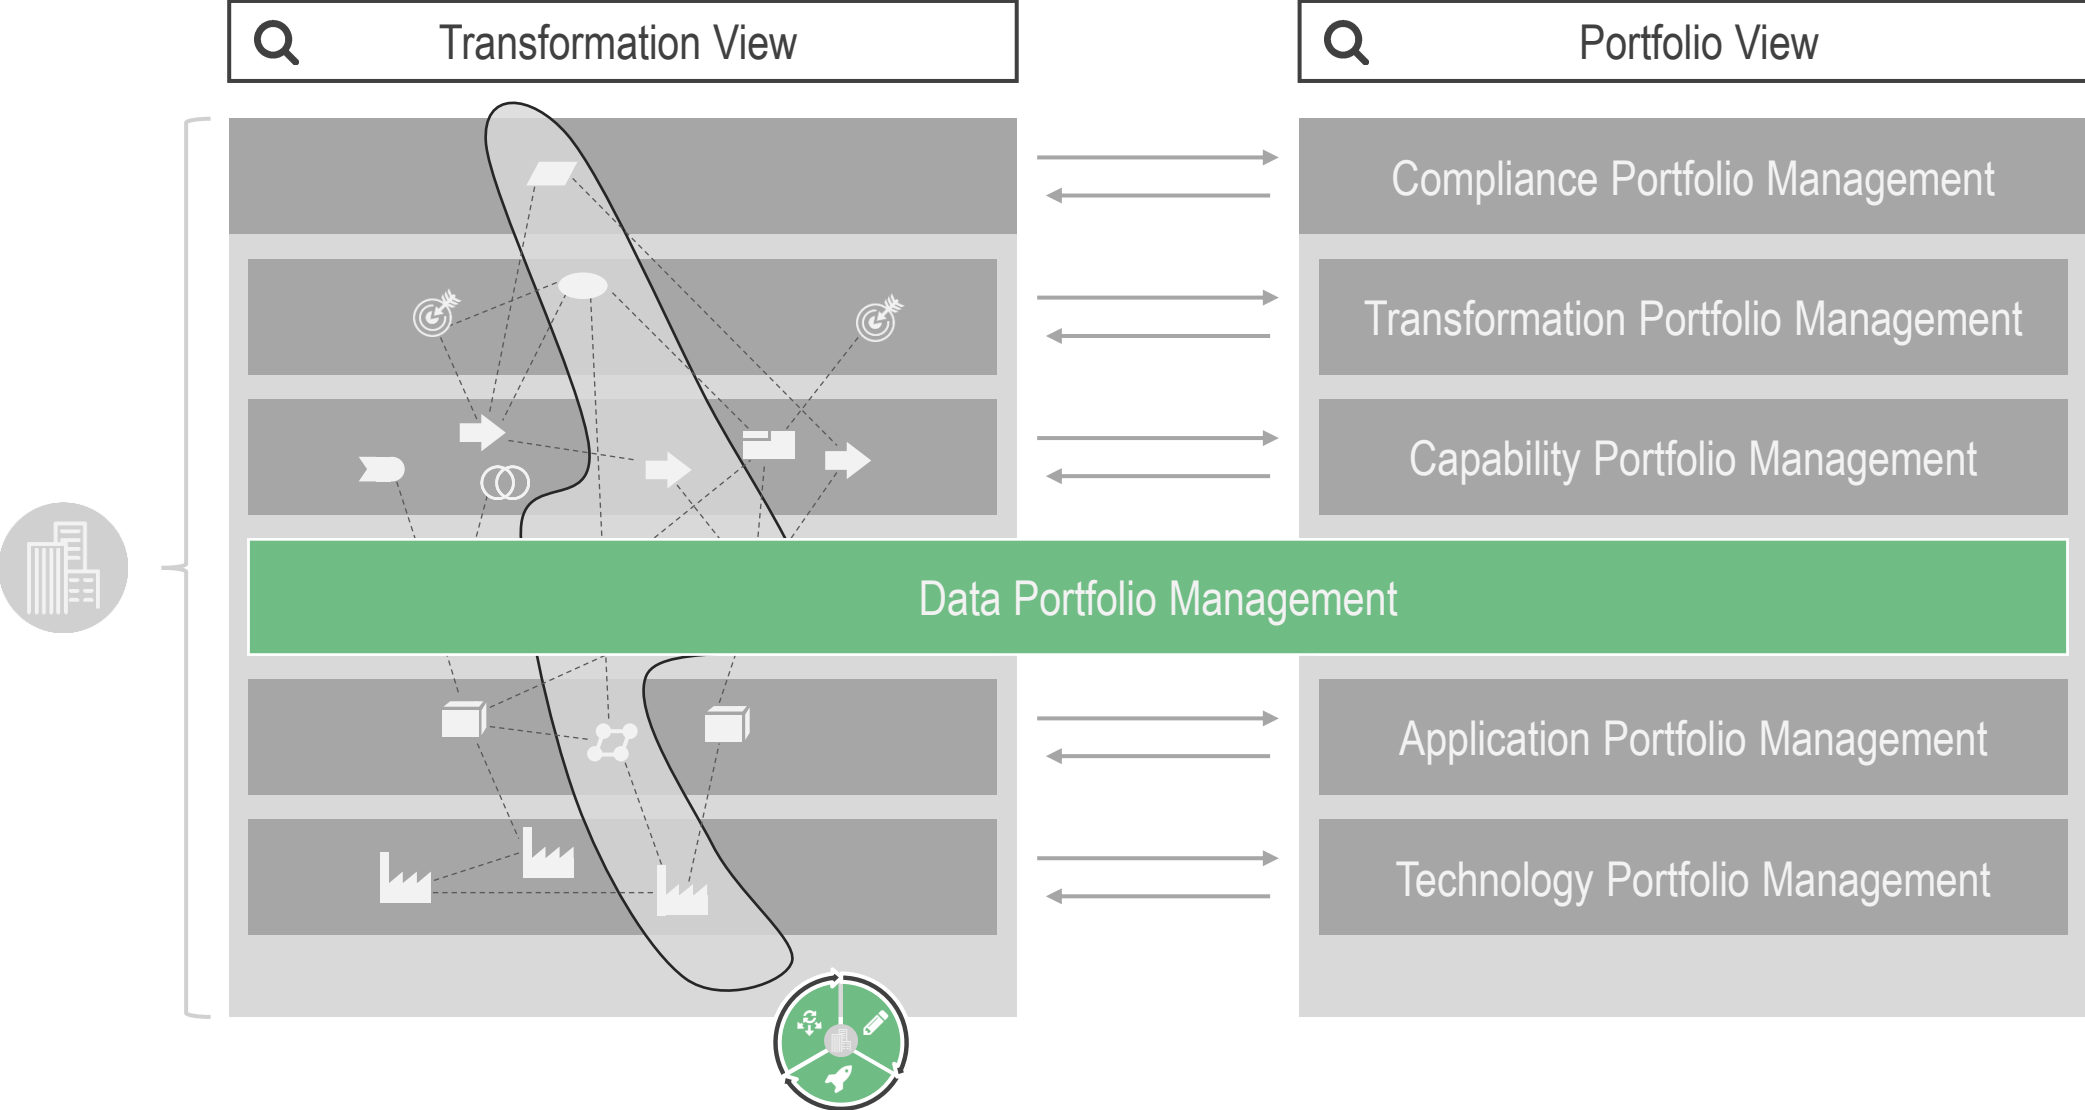 Transformation View
Portfolio View
Compliance Portfolio Management
Transformation Portfolio Management
Capability Portfolio Management
Data Portfolio Management
Application Portfolio Management
Technology Portfolio Management